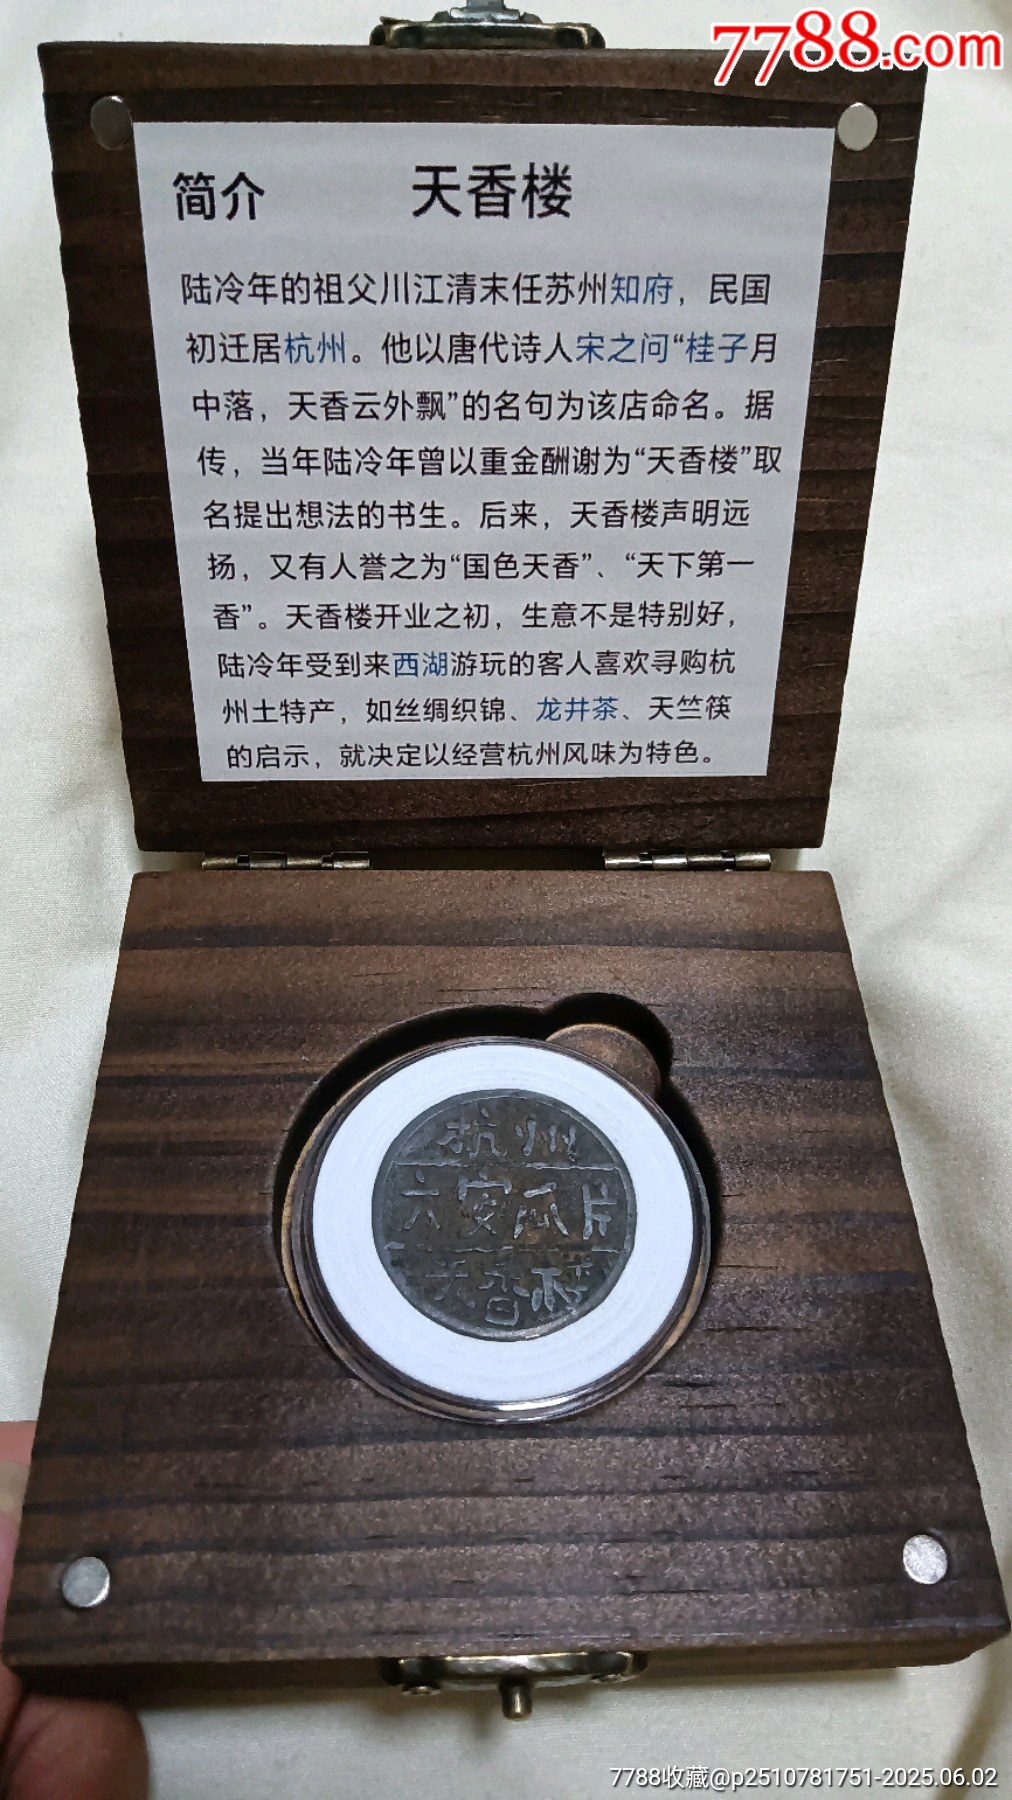 7788.com
简介 天香楼
陆冷年的祖父川江清末任苏州知府，民国
初迁居杭州。他以唐代诗人宋之问“桂子月
中落，天香云外飘”的名句为该店命名。据
传，当年陆冷年曾以重金酬谢为“天香楼”取
名提出想法的书生。后来，天香楼声明远
扬，又有人誉之为“国色天香”、“天下第一
香”。天香楼开业之初，生意不是特别好，
陆冷年受到来西湖游玩的客人喜欢寻购杭
州土特产，如丝绸织锦、龙井茶、天竺筷
的启示，就决定以经营杭州风味为特色。
杭州
六安瓜片
天香楼
7788收藏@p2510781751-2025.06.02